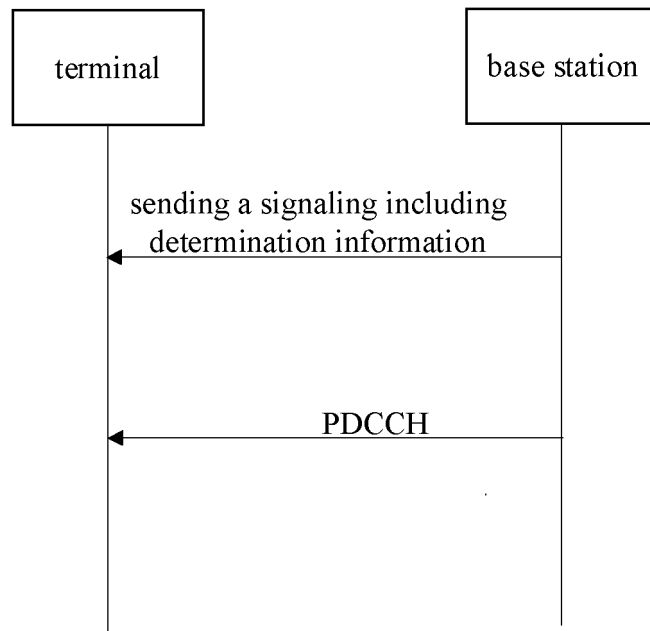 terminal
base station
sending a signaling including
determination information
PDCCH